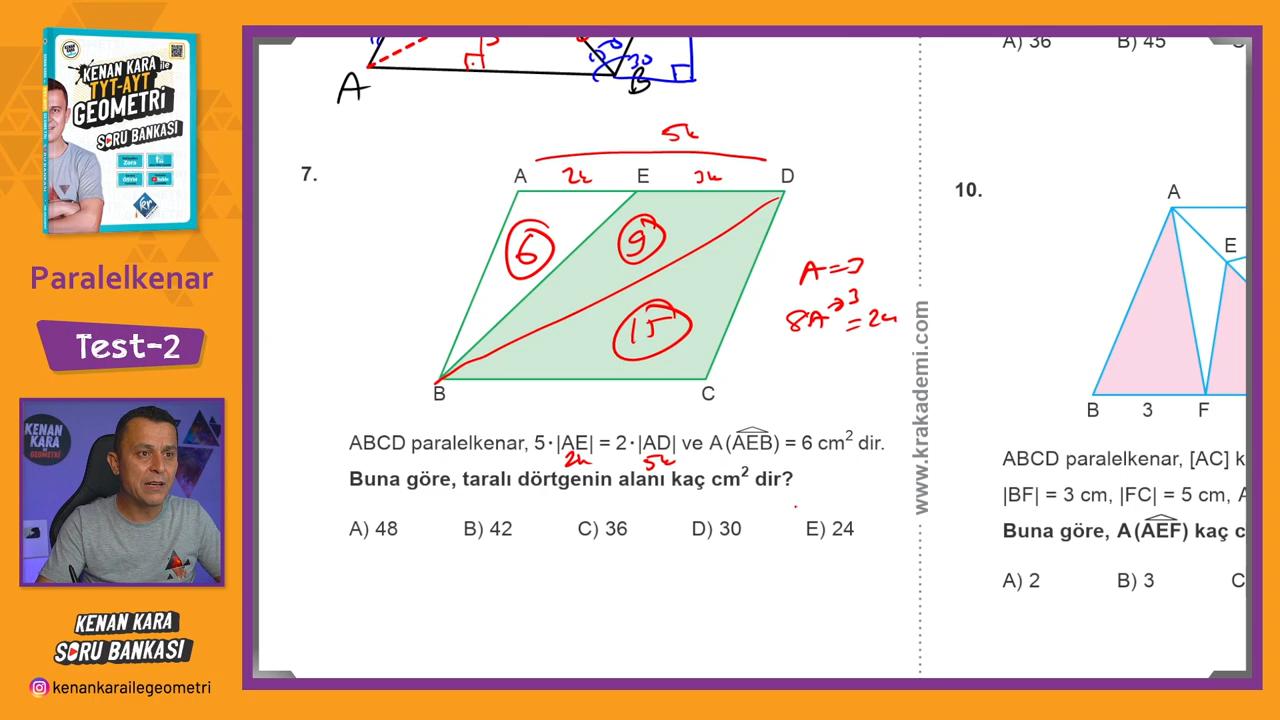 KENAN KARA ile
TYT-AYT
GEOMETRİ
SORU BANKASI
Paralelkenar
Test-2
KENAN KARA
GEOMETRİ
KENAN KARA
SORU BANKASI
kenankarailegeometri
A
B
30
5k
7.
A 2k E 3k D
6
9
15
A=3
8A
=24
B
C
ABCD paralelkenar, 5·|AE| = 2·|AD| ve A(AEB) = 6 cm² dir.
2k 5k
Buna göre, taralı dörtgenin alanı kaç cm² dir?
A) 48 B) 42 C) 36 D) 30 E) 24
www.krakademi.com
A) 36 B) 45
10.
A
E
B 3 F
ABCD paralelkenar, [AC] k
|BF| = 3 cm, |FC| = 5 cm, A
Buna göre, A(AEF) kaç c
A) 2 B) 3 C